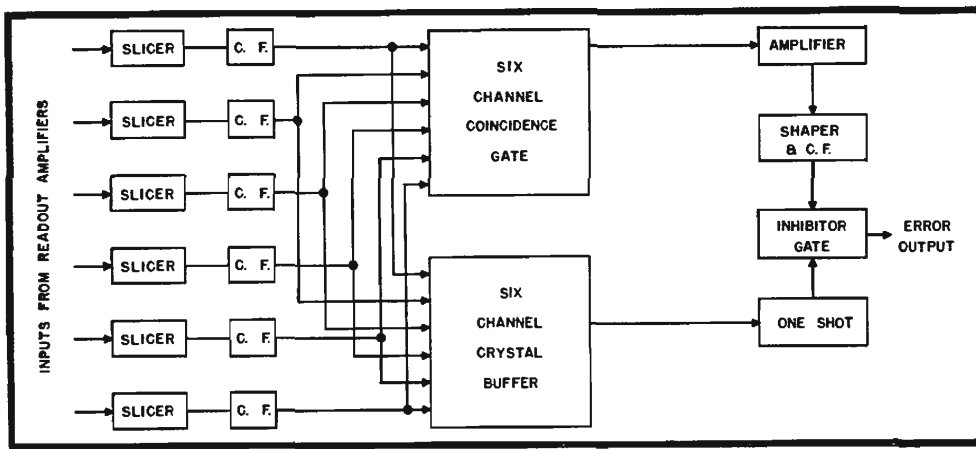 INPUTS FROM READOUT AMPLIFIERS
SLICER
C. F.
SLICER
C. F.
SLICER
C. F.
SLICER
C. F.
SLICER
C. F.
SLICER
C. F.
SIX
CHANNEL
COINCIDENCE
GATE
SIX
CHANNEL
CRYSTAL
BUFFER
AMPLIFIER
SHAPER
& C. F.
INHIBITOR
GATE
ERROR
OUTPUT
ONE SHOT